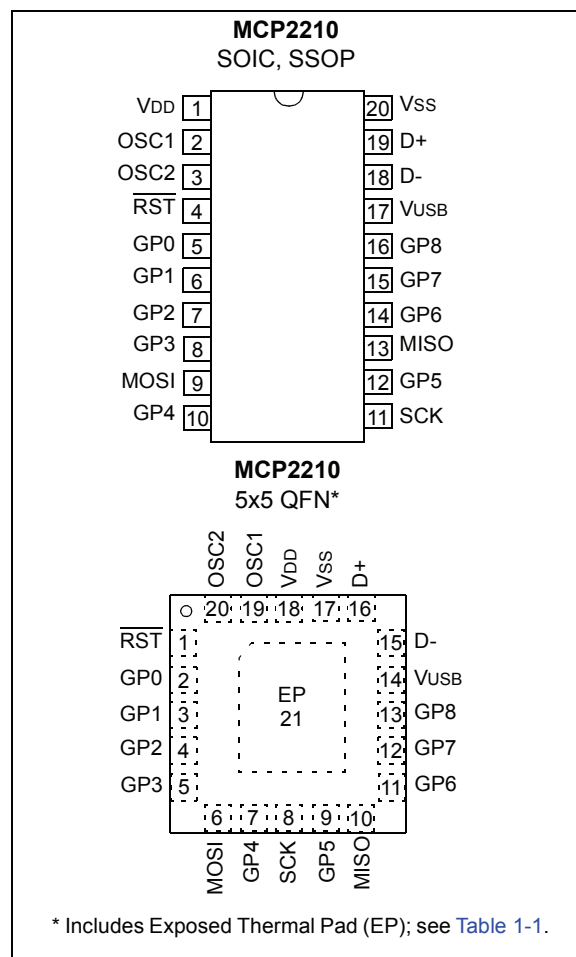 MCP2210
SOIC, SSOP
VDD 1
20 VSS
OSC1 2
19 D+
OSC2 3
18 D-
RST 4
17 VUSB
GP0 5
16 GP8
GP1 6
15 GP7
GP2 7
14 GP6
GP3 8
13 MISO
MOSI 9
12 GP5
GP4 10
11 SCK
MCP2210
5x5 QFN*
OSC2
OSC1
VDD
VSS
D+
20 19 18 17 16
RST 1
15 D-
GP0 2
14 VUSB
EP
21
GP1 3
13 GP8
GP2 4
12 GP7
GP3 5
11 GP6
6 7 8 9 10
MOSI
GP4
SCK
GP5
MISO
* Includes Exposed Thermal Pad (EP); see Table 1-1.